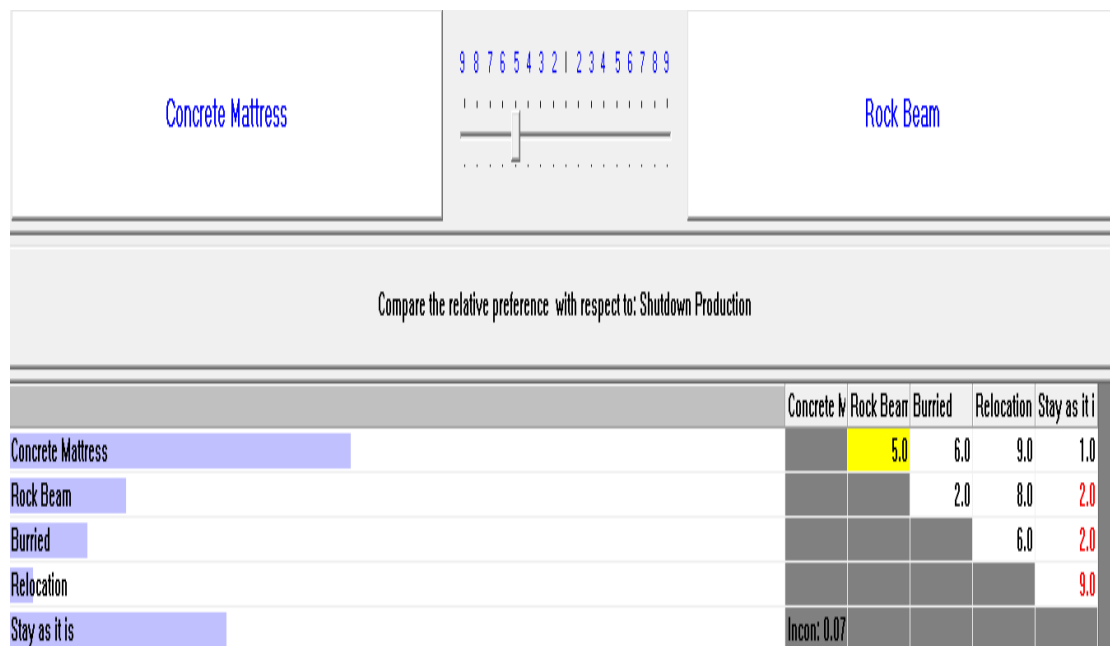 9 8 7 6 5 4 3 2 | 2 3 4 5 6 7 8 9
Concrete Mattress
Rock Beam
Compare the relative preference with respect to: Shutdown Production
Concrete M Rock Beam Burried Relocation Stay as it i
Concrete Mattress 5.0 6.0 9.0 1.0
Rock Beam 2.0 8.0 2.0
Burried 6.0 2.0
Relocation 9.0
Stay as it is Incon: 0.07